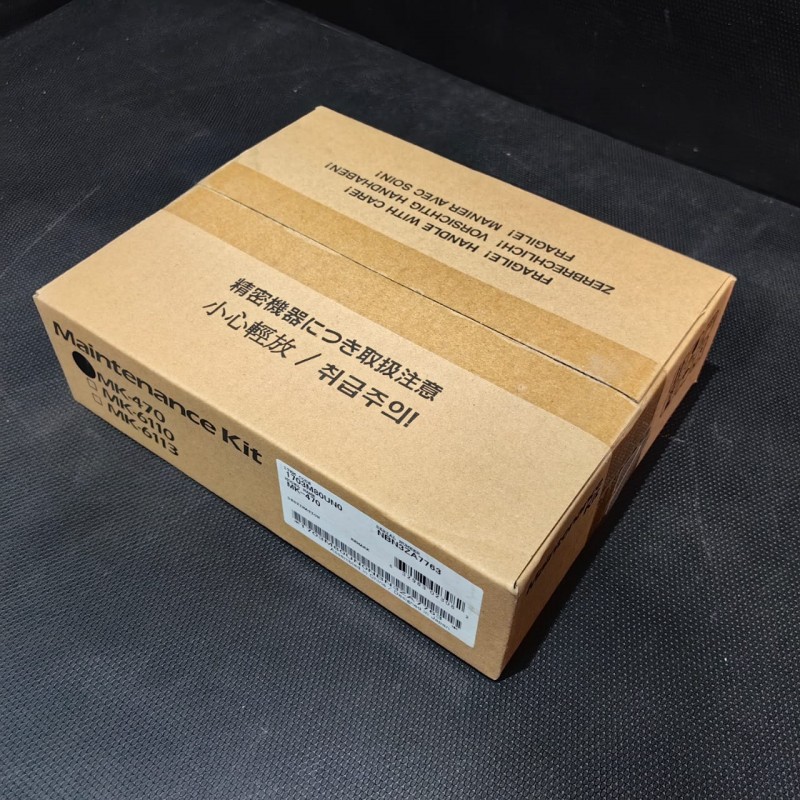 FRAGILE! HANDLE WITH CARE!
ZERBRECHLICH! VORSICHTIG HANDHABEN!
FRAGILE! MANIER AVEC SOIN!
精密機器につき取扱注意
小心輕放 / 취급주의!
Maintenance Kit
MK-470
MK-6110
MK-6113
1703M80UN0
MK-470
NBN3ZA7763